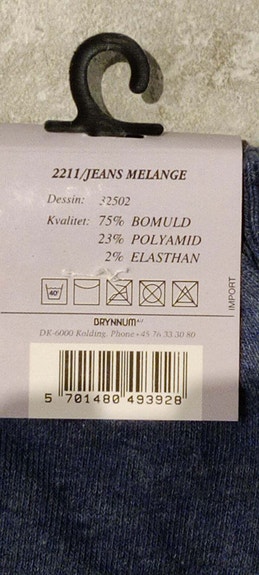 2211/JEANS MELANGE
Dessin: 32502
Kvalitet: 75% BOMULD
23% POLYAMID
2% ELASTHAN
40°
IMPORT
BRYNNUM A/S
DK-6000 Kolding. Phone + 45 76 33 30 80
5 701480 493928